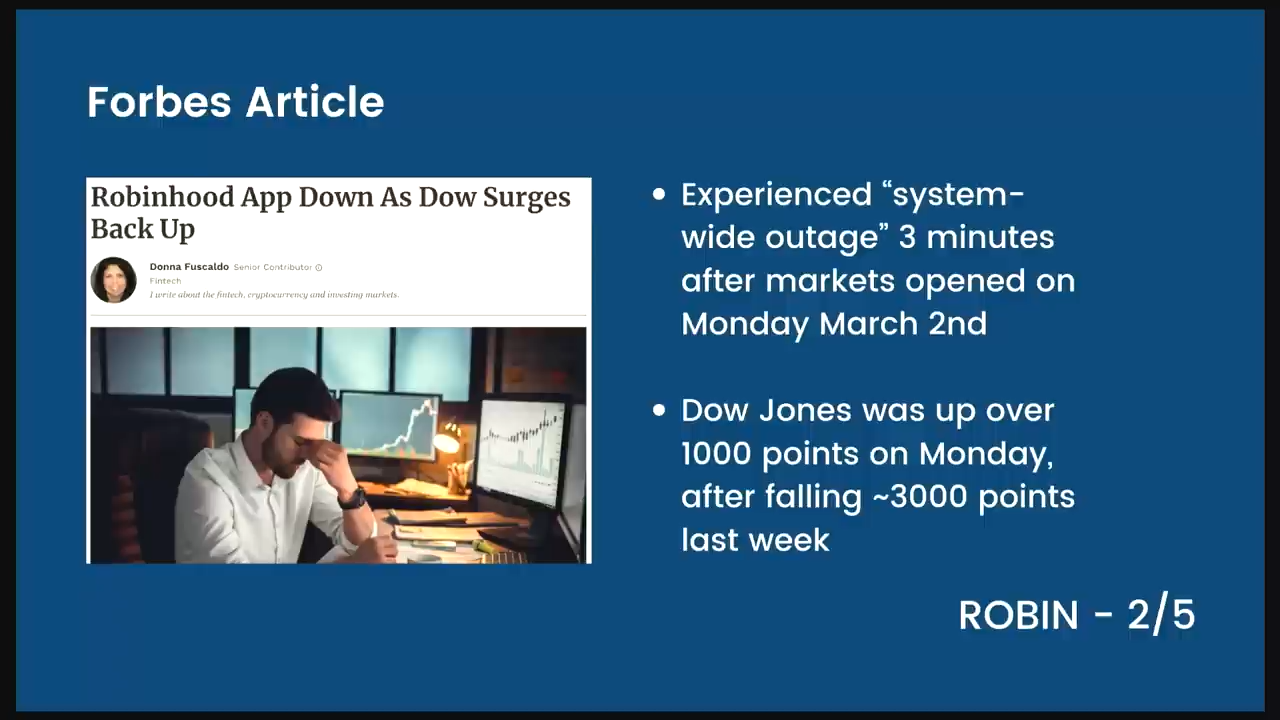 Forbes Article
Robinhood App Down As Dow Surges
Back Up
Donna Fuscaldo Senior Contributor
Fintech
I write about the fintech, cryptocurrency and investing markets.
• Experienced “system-
wide outage” 3 minutes
after markets opened on
Monday March 2nd
• Dow Jones was up over
1000 points on Monday,
after falling ~3000 points
last week
ROBIN - 2/5